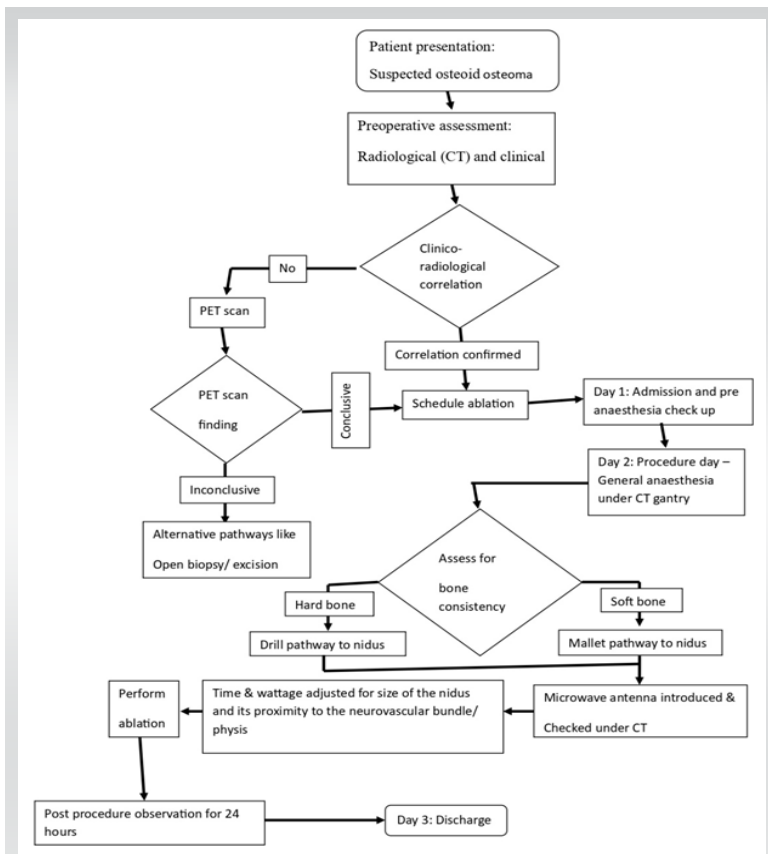 Patient presentation:
Suspected osteoid osteoma
Preoperative assessment:
Radiological (CT) and clinical
Clinico-
radiological
correlation
No
PET scan
Correlation confirmed
PET scan
finding
Conclusive
Schedule ablation
Day 1: Admission and pre
anaesthesia check up
Day 2: Procedure day –
General anaesthesia
under CT gantry
Inconclusive
Alternative pathways like
Open biopsy/ excision
Assess for
bone
consistency
Hard bone
Soft bone
Drill pathway to nidus
Mallet pathway to nidus
Microwave antenna introduced &
Checked under CT
Time & wattage adjusted for size of the nidus
and its proximity to the neurovascular bundle/
physis
Perform
ablation
Post procedure observation for 24
hours
Day 3: Discharge